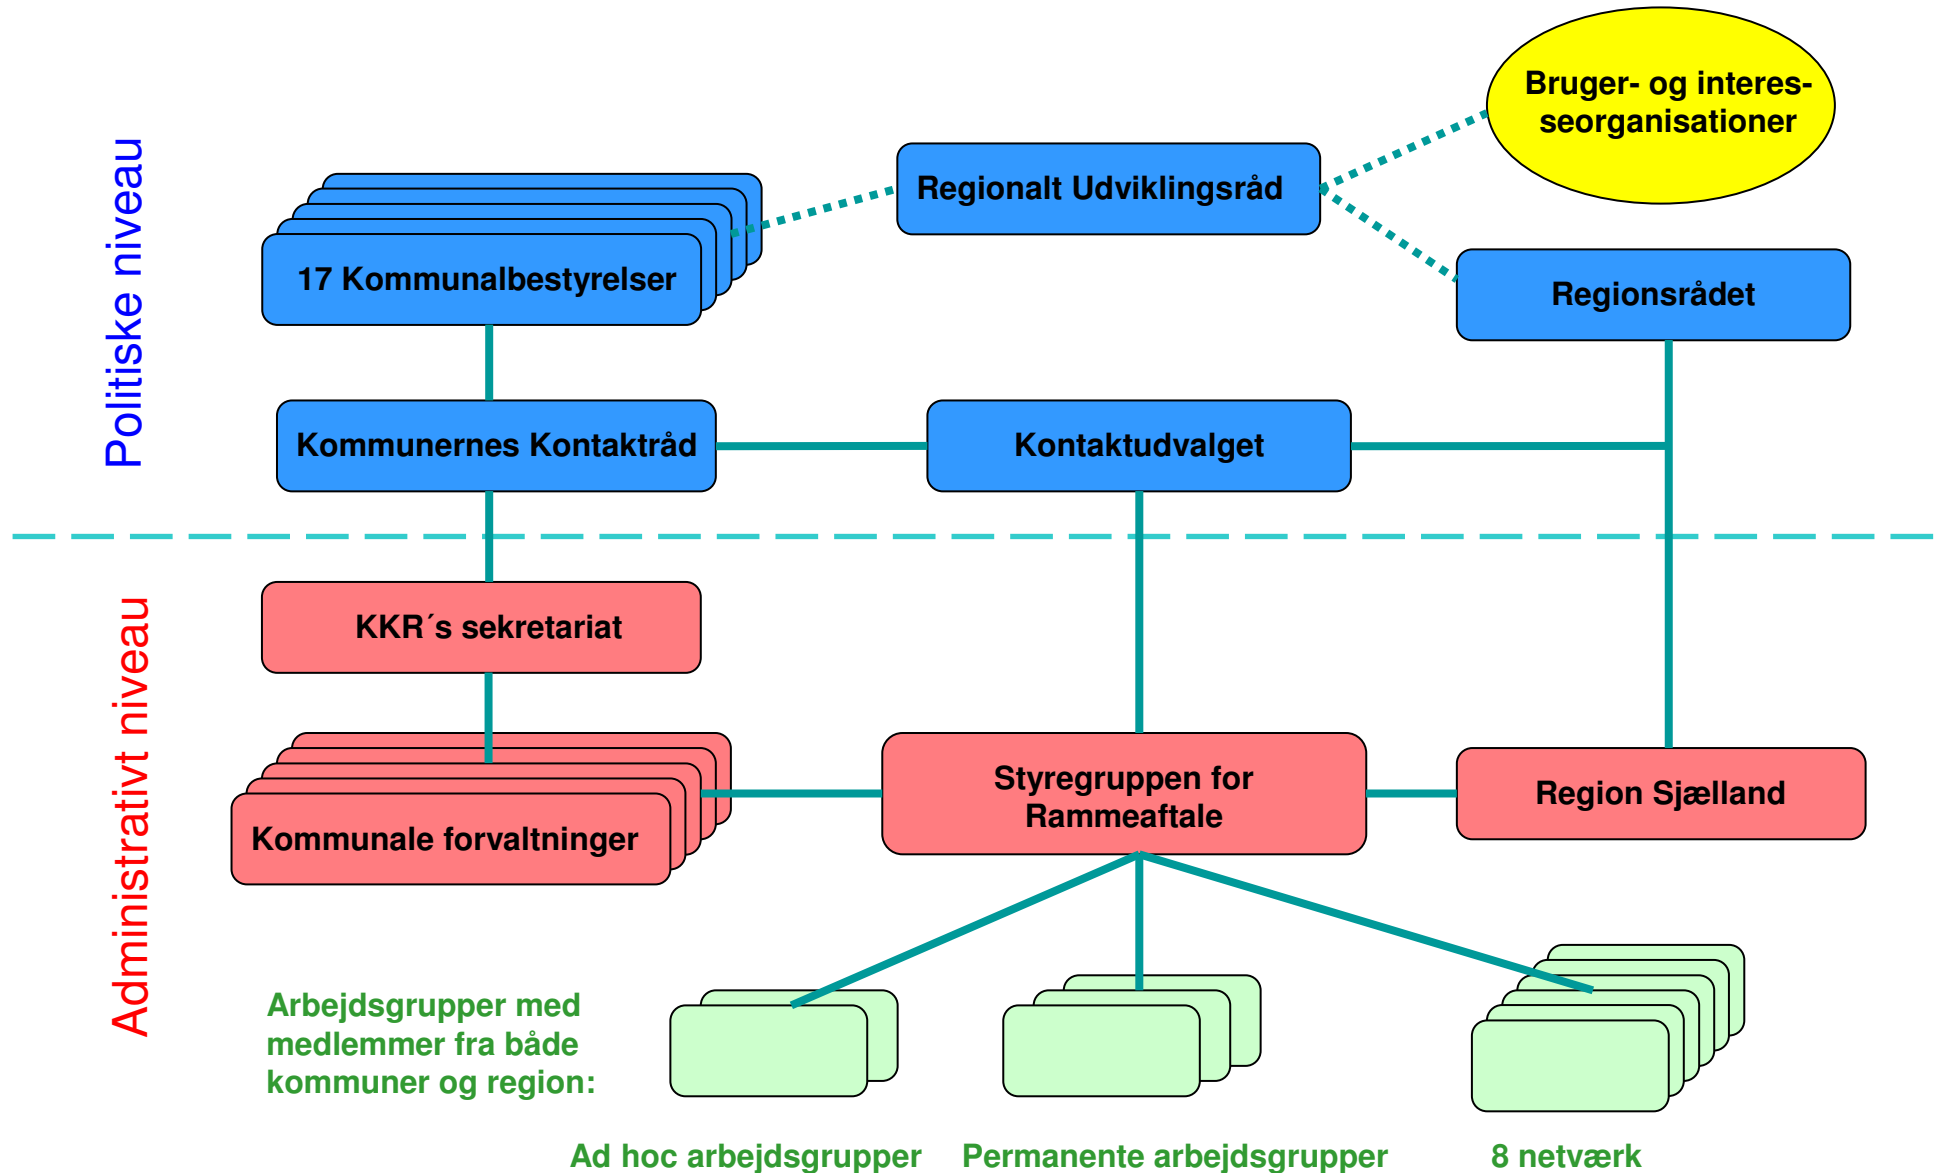 Politiske niveau
Bruger- og interes-
seorganisationer
Regionalt Udviklingsråd
17 Kommunalbestyrelser
Regionsrådet
Kommunernes Kontaktråd
Kontaktudvalget
Administrativt niveau
KKR´s sekretariat
Styregruppen for
Rammeaftale
Region Sjælland
Kommunale forvaltninger
Arbejdsgrupper med
medlemmer fra både
kommuner og region:
Ad hoc arbejdsgrupper
Permanente arbejdsgrupper
8 netværk